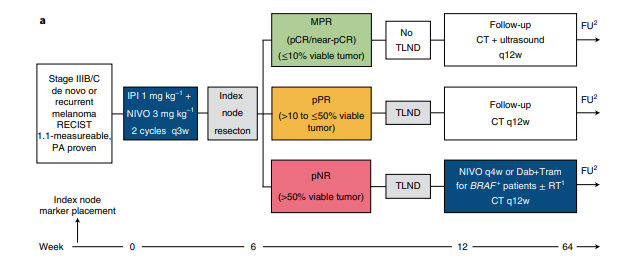 a
Stage IIIB/C
de novo or
recurrent
melanoma
RECIST
1.1-measureable,
PA proven
IPI 1 mg kg⁻¹ +
NIVO 3 mg kg⁻¹
2 cycles q3w
Index
node
resecton
MPR
(pCR/near-pCR)
(≤10% viable tumor)
No
TLND
Follow-up
CT + ultrasound
q12w
FU²
pPR
(>10 to ≤50% viable
tumor)
TLND
Follow-up
CT q12w
FU²
pNR
(>50% viable tumor)
TLND
NIVO q4w or Dab+Tram
for BRAF⁺ patients ± RT¹
CT q12w
FU²
Index node
marker placement
Week 0 6 12 64